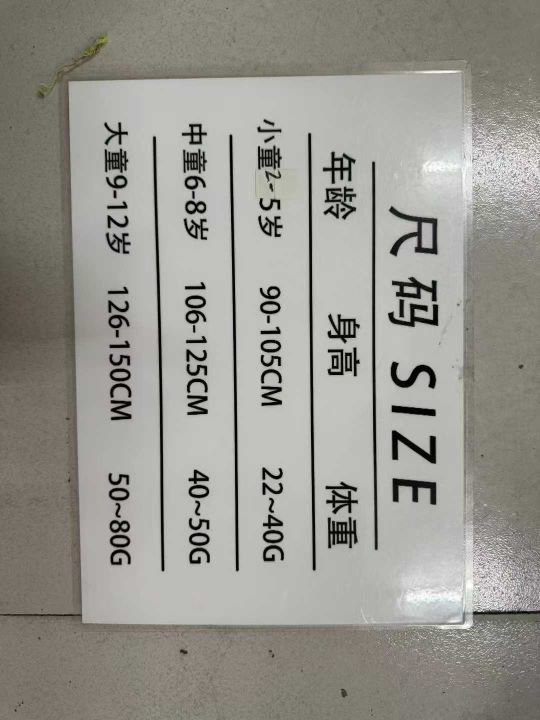 尺码 SIZE
年龄 身高 体重
小童2-5岁 90-105CM 22~40G
中童6-8岁 106-125CM 40~50G
大童9-12岁 126-150CM 50~80G